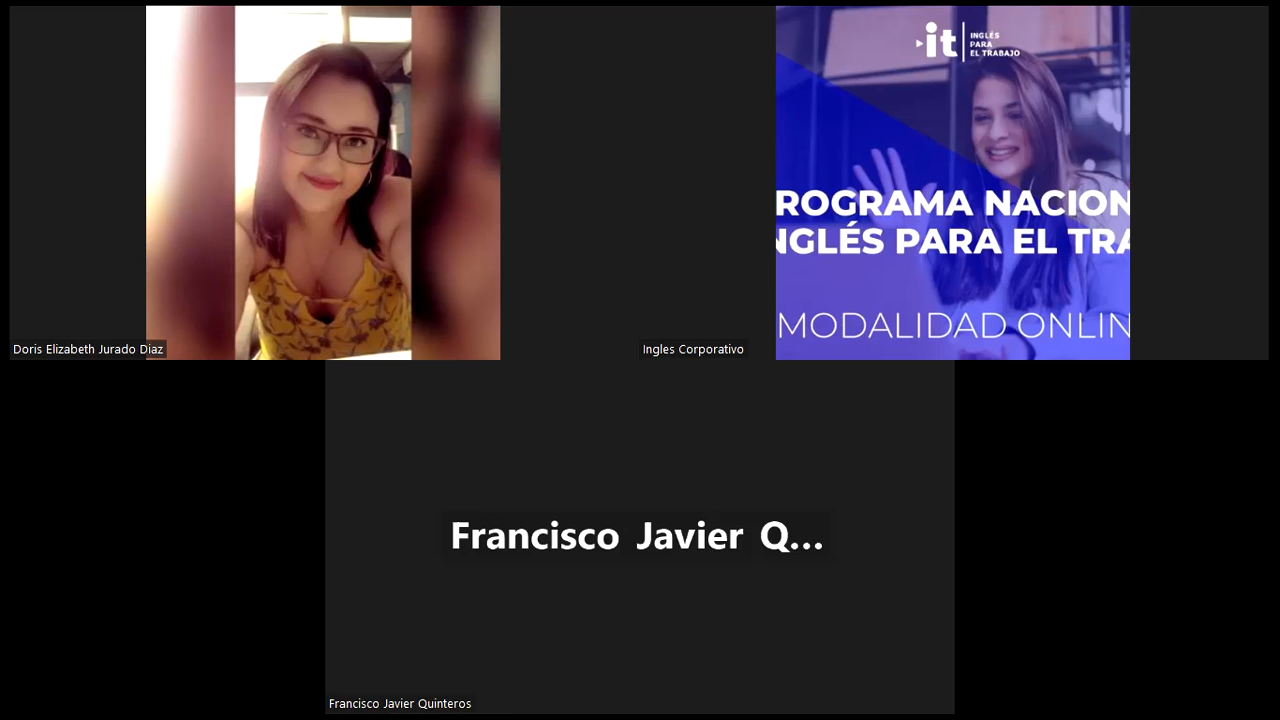 it
INGLÉS
PARA
EL TRABAJO
ROGRAMA NACION
NGLÉS PARA EL TRA
MODALIDAD ONLIN
Doris Elizabeth Jurado Diaz
Ingles Corporativo
Francisco Javier Q...
Francisco Javier Quinteros